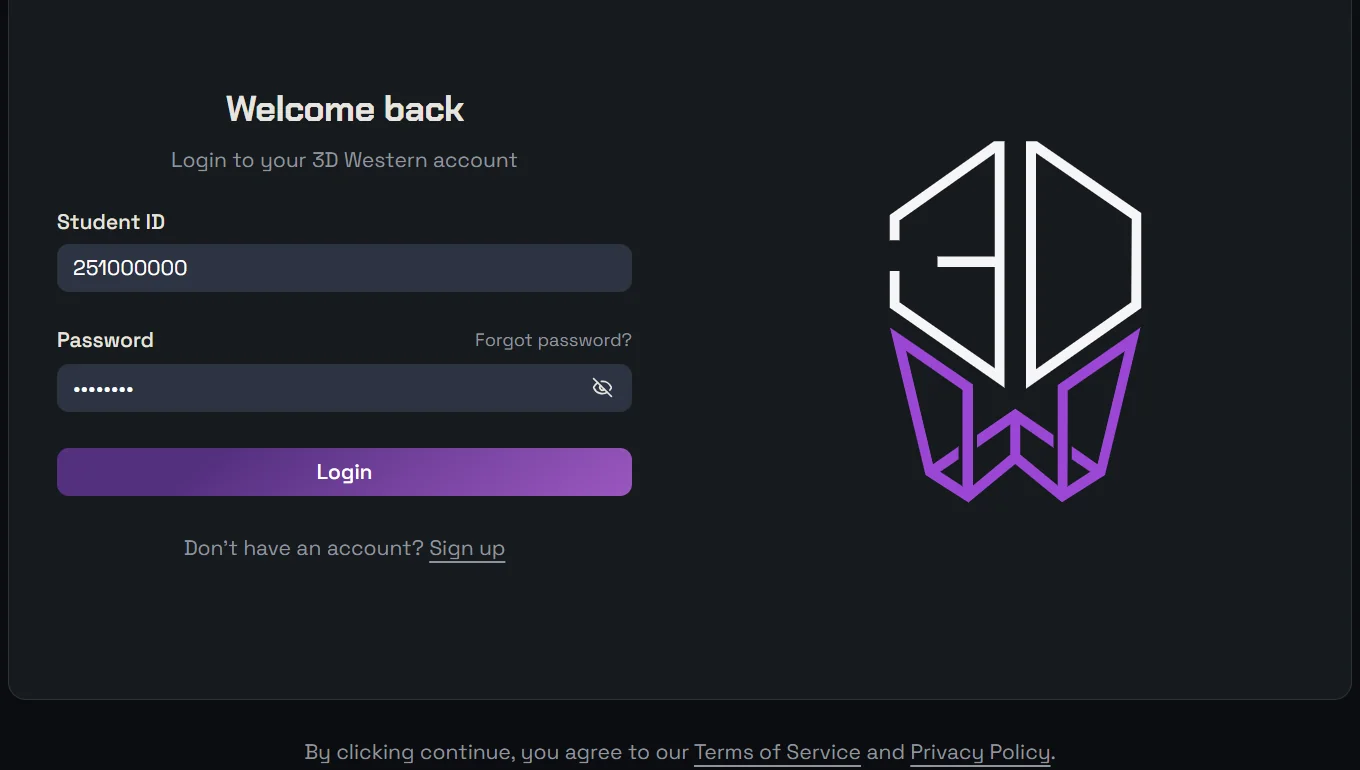 Welcome back
Login to your 3D Western account
Student ID
251000000
Password
Forgot password?
••••••••
Login
Don't have an account? Sign up
3D
W
By clicking continue, you agree to our Terms of Service and Privacy Policy.